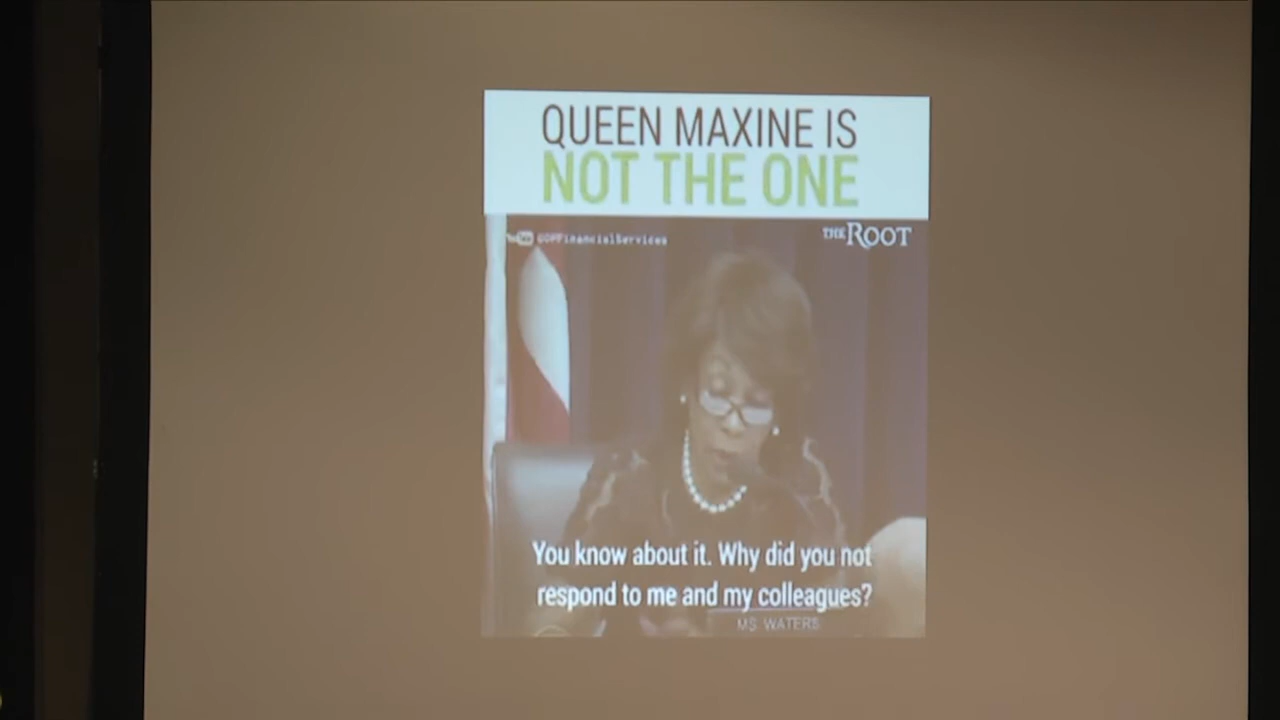 QUEEN MAXINE IS
NOT THE ONE
YouTube GOPFinancialServices
THE ROOT
You know about it. Why did you not
respond to me and my colleagues?
MS. WATERS